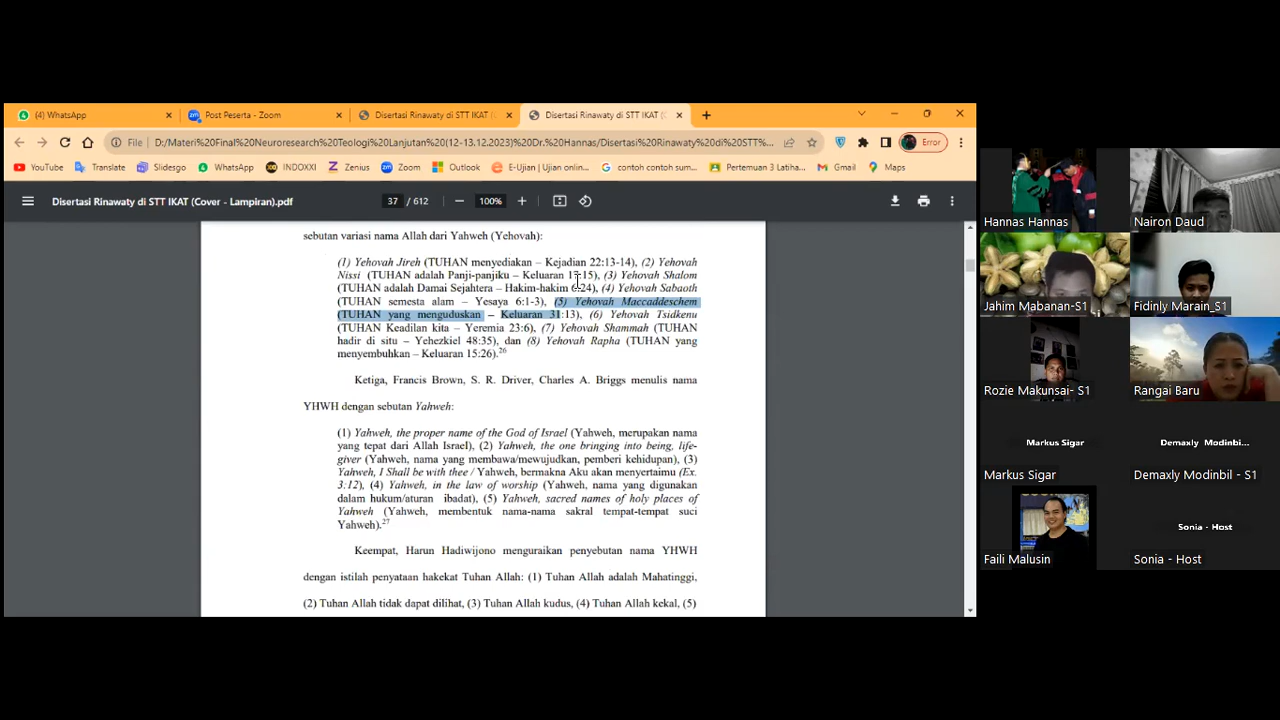 (4) WhatsApp
Post Peserta - Zoom
Disertasi Rinawaty di STT IKAT (
Disertasi Rinawaty di STT IKAT (
File
D:/Materi%20Final%20Neuroresearch%20Teologi%20Lanjutan%20(12-13.12.2023)%20Dr.Hannas/Disertasi%20Rinawaty%20di%20STT%...
Error
YouTube
Translate
Slidesgo
WhatsApp
INDOXXI
Zenius
Zoom
Outlook
E-Ujian | Ujian onlin...
contoh contoh sum...
Pertemuan 3 Latiha...
Gmail
Maps
Disertasi Rinawaty di STT IKAT (Cover - Lampiran).pdf
37 / 612
100%
sebutan variasi nama Allah dari Yahweh (Yehovah):
(1) Yehovah Jireh (TUHAN menyediakan – Kejadian 22:13-14), (2) Yehovah
Nissi (TUHAN adalah Panji-panjiku – Keluaran 17:15), (3) Yehovah Shalom
(TUHAN adalah Damai Sejahtera – Hakim-hakim 6:24), (4) Yehovah Sabaoth
(TUHAN semesta alam – Yesaya 6:1-3), (5) Yehovah Maccaddeschem
(TUHAN yang menguduskan – Keluaran 31:13), (6) Yehovah Tsidkenu
(TUHAN Keadilan kita – Yeremia 23:6), (7) Yehovah Shammah (TUHAN
hadir di situ – Yehezkiel 48:35), dan (8) Yehovah Rapha (TUHAN yang
menyembuhkan – Keluaran 15:26).26
Ketiga, Francis Brown, S. R. Driver, Charles A. Briggs menulis nama
YHWH dengan sebutan Yahweh:
(1) Yahweh, the proper name of the God of Israel (Yahweh, merupakan nama
yang tepat dari Allah Israel), (2) Yahweh, the one bringing into being, life-
giver (Yahweh, nama yang membawa/mewujudkan, pemberi kehidupan), (3)
Yahweh, I Shall be with thee / Yahweh, bermakna Aku akan menyertaimu (Ex.
3:12), (4) Yahweh, in the law of worship (Yahweh, nama yang digunakan
dalam hukum/aturan ibadat), (5) Yahweh, sacred names of holy places of
Yahweh (Yahweh, membentuk nama-nama sakral tempat-tempat suci
Yahweh).27
Keempat, Harun Hadiwijono menguraikan penyebutan nama YHWH
dengan istilah penyataan hakekat Tuhan Allah: (1) Tuhan Allah adalah Mahatinggi,
(2) Tuhan Allah tidak dapat dilihat, (3) Tuhan Allah kudus, (4) Tuhan Allah kekal, (5)
Hannas Hannas
Nairon Daud
Jahim Mabanan-S1
Fidinly Marain_S1
Rozie Makunsai- S1
Rangai Baru
Markus Sigar
Demaxly Modinbi...
Markus Sigar
Demaxly Modinbil - S1
Sonia - Host
Faili Malusin
Sonia - Host